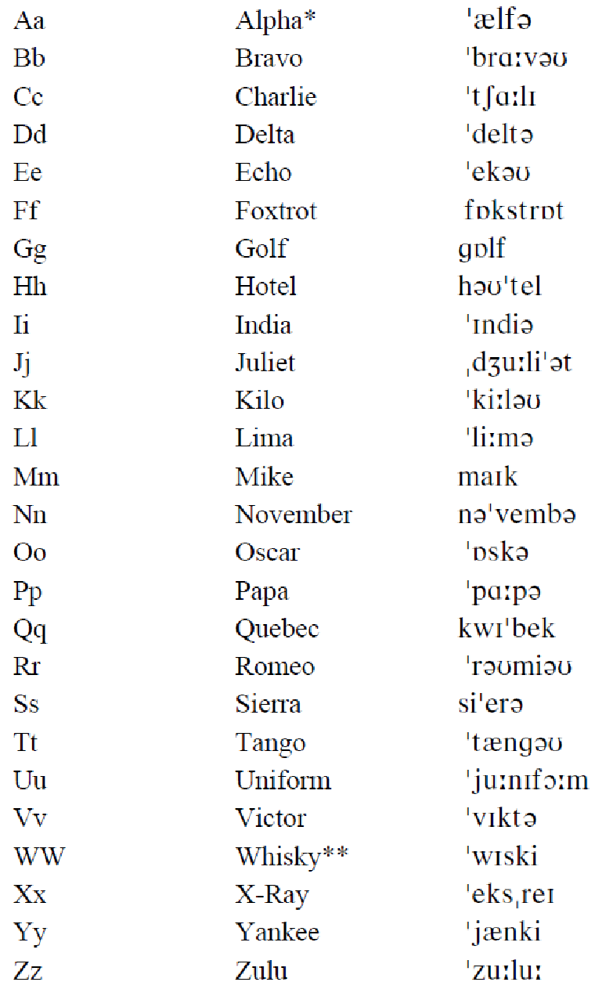 Aa Alpha* ˈælfə
Bb Bravo ˈbrɑːvəʊ
Cc Charlie ˈtʃɑːlɪ
Dd Delta ˈdeltə
Ee Echo ˈekəʊ
Ff Foxtrot fɒkstrɒt
Gg Golf ɡɒlf
Hh Hotel həʊˈtel
Ii India ˈɪndiə
Jj Juliet ˌdʒuːliˈət
Kk Kilo ˈkiːləʊ
Ll Lima ˈliːmə
Mm Mike maɪk
Nn November nəˈvembə
Oo Oscar ˈɒskə
Pp Papa ˈpɑːpə
Qq Quebec kwɪˈbek
Rr Romeo ˈrəʊmiəʊ
Ss Sierra siˈerə
Tt Tango ˈtænɡəʊ
Uu Uniform ˈjuːnɪfɔːm
Vv Victor ˈvɪktə
WW Whisky** ˈwɪski
Xx X-Ray ˈeksˌreɪ
Yy Yankee ˈjænki
Zz Zulu ˈzuːluː